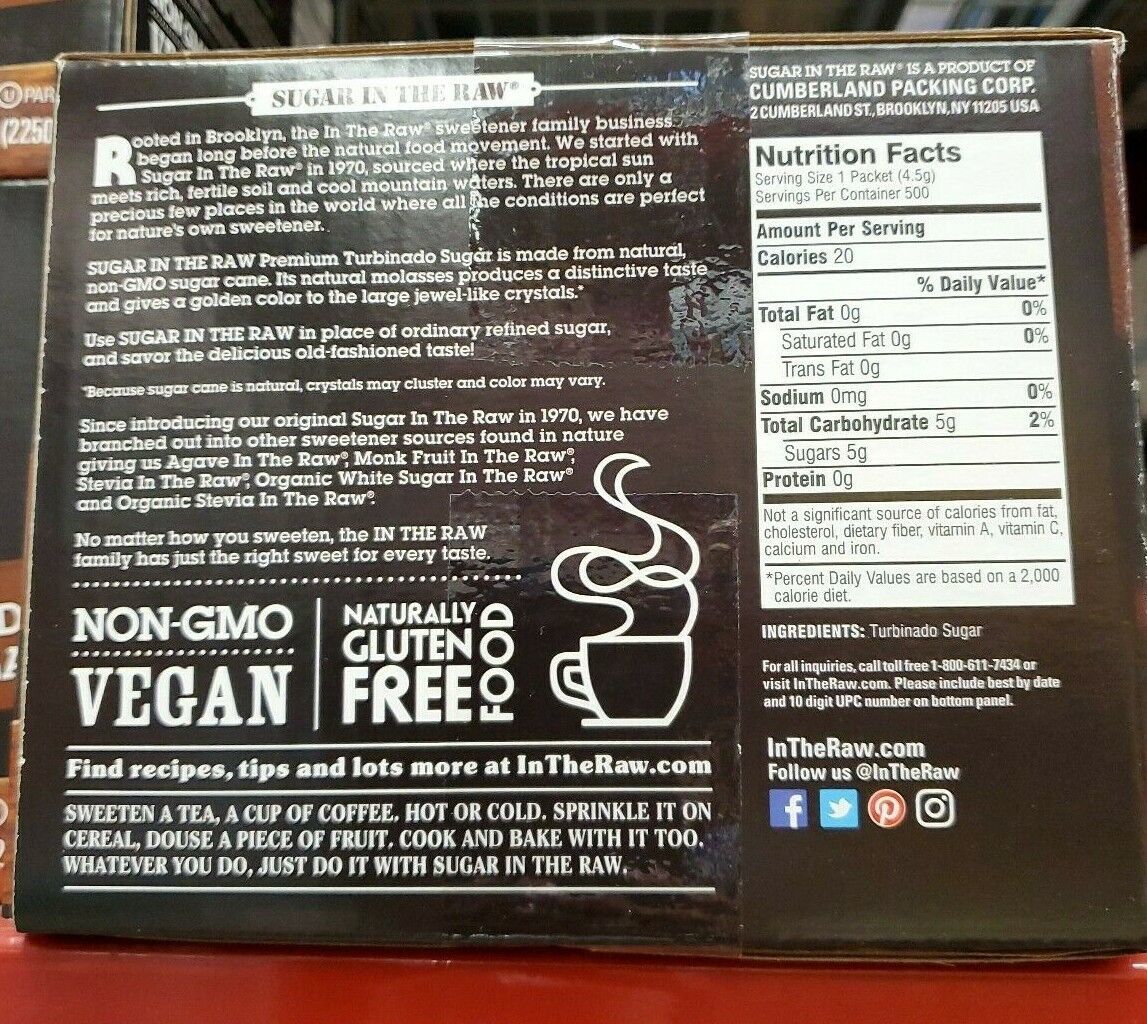 SUGAR IN THE RAW®
Rooted in Brooklyn, the In The Raw® sweetener family business
began long before the natural food movement. We started with
Sugar In The Raw® in 1970, sourced where the tropical sun
meets rich, fertile soil and cool mountain waters. There are only a
precious few places in the world where all the conditions are perfect
for nature's own sweetener.
SUGAR IN THE RAW Premium Turbinado Sugar is made from natural,
non-GMO sugar cane. Its natural molasses produces a distinctive taste
and gives a golden color to the large jewel-like crystals.*
Use SUGAR IN THE RAW in place of ordinary refined sugar,
and savor the delicious old-fashioned taste!
*Because sugar cane is natural, crystals may cluster and color may vary.
Since introducing our original Sugar In The Raw in 1970, we have
branched out into other sweetener sources found in nature
giving us Agave In The Raw®, Monk Fruit In The Raw®,
Stevia In The Raw®, Organic White Sugar In The Raw®
and Organic Stevia In The Raw®.
No matter how you sweeten, the IN THE RAW
family has just the right sweet for every taste.
NON-GMO
VEGAN
NATURALLY
GLUTEN
FREE
FOOD
Find recipes, tips and lots more at InTheRaw.com
SWEETEN A TEA, A CUP OF COFFEE, HOT OR COLD. SPRINKLE IT ON
CEREAL, DOUSE A PIECE OF FRUIT. COOK AND BAKE WITH IT TOO.
WHATEVER YOU DO, JUST DO IT WITH SUGAR IN THE RAW.
SUGAR IN THE RAW® IS A PRODUCT OF
CUMBERLAND PACKING CORP.
2 CUMBERLAND ST., BROOKLYN, NY 11205 USA
Nutrition Facts
Serving Size 1 Packet (4.5g)
Servings Per Container 500
Amount Per Serving
Calories 20
% Daily Value*
Total Fat 0g 0%
Saturated Fat 0g 0%
Trans Fat 0g
Sodium 0mg 0%
Total Carbohydrate 5g 2%
Sugars 5g
Protein 0g
Not a significant source of calories from fat,
cholesterol, dietary fiber, vitamin A, vitamin C,
calcium and iron.
*Percent Daily Values are based on a 2,000
calorie diet.
INGREDIENTS: Turbinado Sugar
For all inquiries, call toll free 1-800-611-7434 or
visit InTheRaw.com. Please include best by date
and 10 digit UPC number on bottom panel.
InTheRaw.com
Follow us @InTheRaw